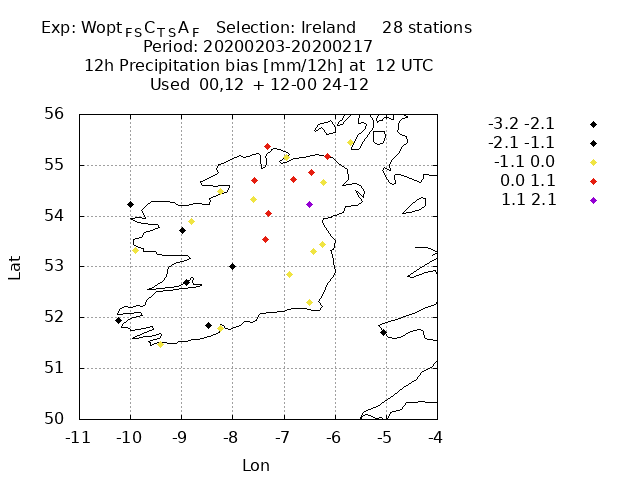 Exp: WoptFSCTSAF Selection: Ireland 28 stations
Period: 20200203-20200217
12h Precipitation bias [mm/12h] at 12 UTC
Used 00,12 + 12-00 24-12
-3.2 -2.1
-2.1 -1.1
-1.1 0.0
0.0 1.1
1.1 2.1
56
55
54
53
52
51
50
Lat
-11 -10 -9 -8 -7 -6 -5 -4
Lon